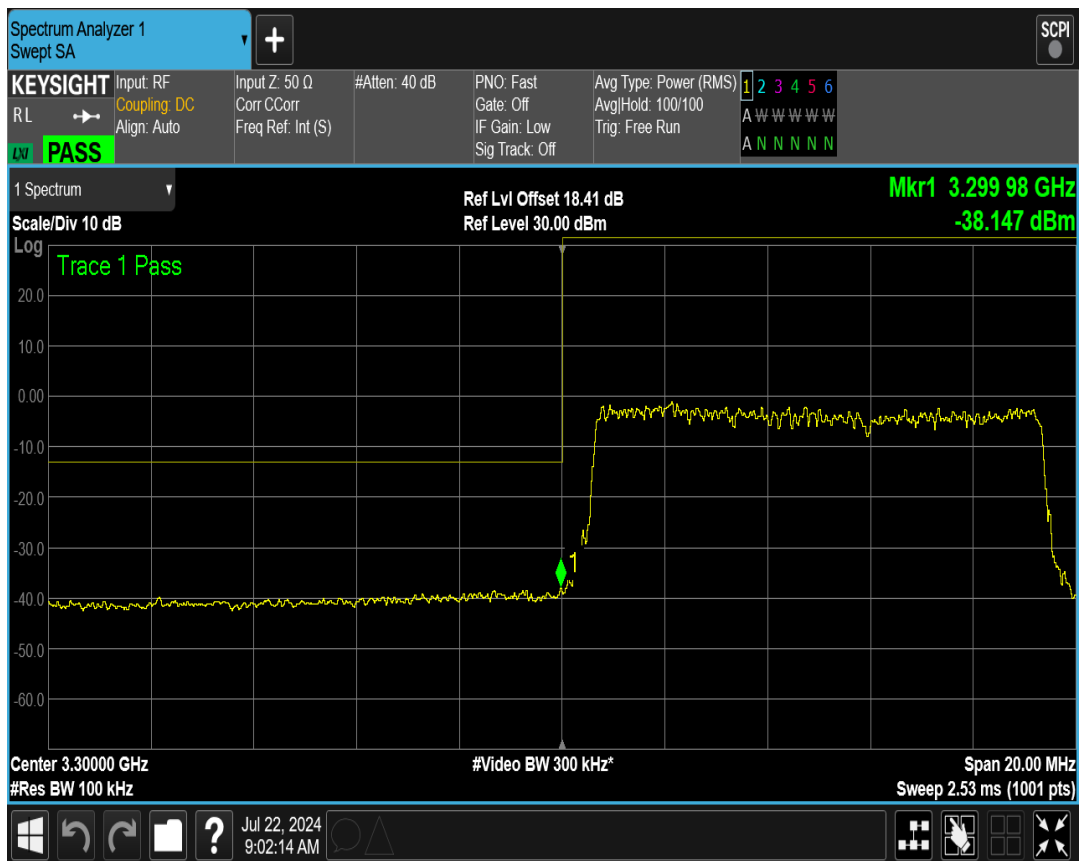 Spectrum Analyzer 1
Swept SA
+
SCPI
KEYSIGHT
RL
LXI PASS
Input: RF
Coupling: DC
Align: Auto
Input Z: 50 Ω
Corr CCorr
Freq Ref: Int (S)
#Atten: 40 dB
PNO: Fast
Gate: Off
IF Gain: Low
Sig Track: Off
Avg Type: Power (RMS)
Avg|Hold: 100/100
Trig: Free Run
1 2 3 4 5 6
A W W W W W
A N N N N N
1 Spectrum
Scale/Div 10 dB
Ref Lvl Offset 18.41 dB
Ref Level 30.00 dBm
Mkr1 3.299 98 GHz
-38.147 dBm
Log
Trace 1 Pass
20.0
10.0
0.00
-10.0
-20.0
-30.0
1
-40.0
-50.0
-60.0
Center 3.30000 GHz
#Res BW 100 kHz
#Video BW 300 kHz*
Span 20.00 MHz
Sweep 2.53 ms (1001 pts)
?
Jul 22, 2024
9:02:14 AM